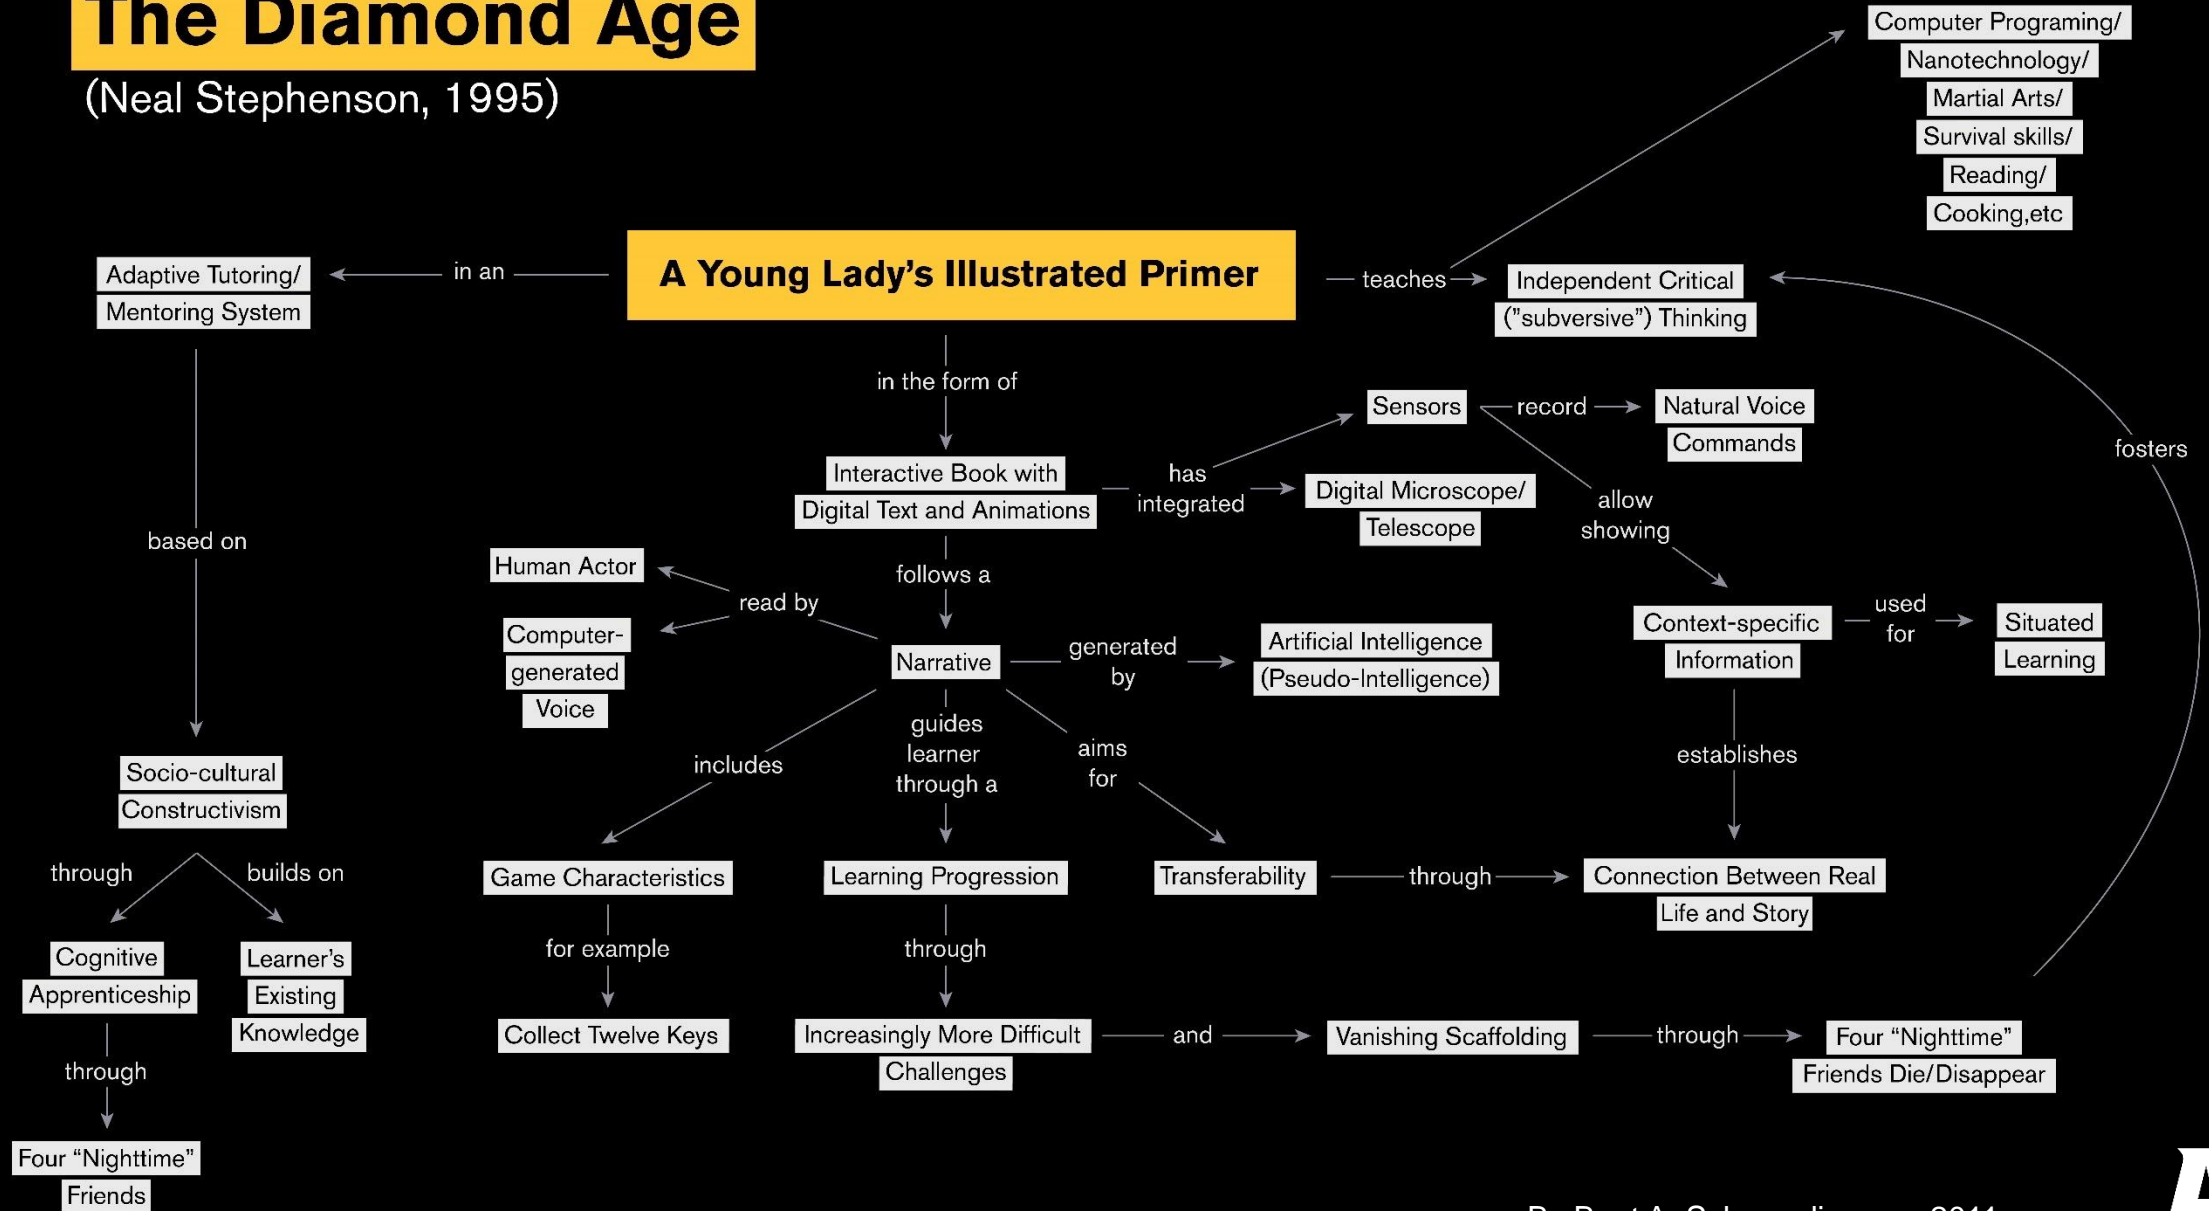 The Diamond Age
(Neal Stephenson, 1995)
Computer Programing/
Nanotechnology/
Martial Arts/
Survival skills/
Reading/
Cooking,etc
Adaptive Tutoring/
Mentoring System
in an
A Young Lady’s Illustrated Primer
teaches
Independent Critical
("subversive") Thinking
in the form of
Sensors
record
Natural Voice
Commands
fosters
Interactive Book with
Digital Text and Animations
has
integrated
Digital Microscope/
Telescope
allow
showing
based on
Human Actor
read by
Computer-
generated
Voice
follows a
Narrative
generated
by
Artificial Intelligence
(Pseudo-Intelligence)
Context-specific
Information
used
for
Situated
Learning
includes
guides
learner
through a
aims
for
establishes
Socio-cultural
Constructivism
through
builds on
Game Characteristics
Learning Progression
Transferability
through
Connection Between Real
Life and Story
Cognitive
Apprenticeship
Learner’s
Existing
Knowledge
for example
through
Collect Twelve Keys
Increasingly More Difficult
Challenges
and
Vanishing Scaffolding
through
Four “Nighttime”
Friends Die/Disappear
through
Four “Nighttime”
Friends